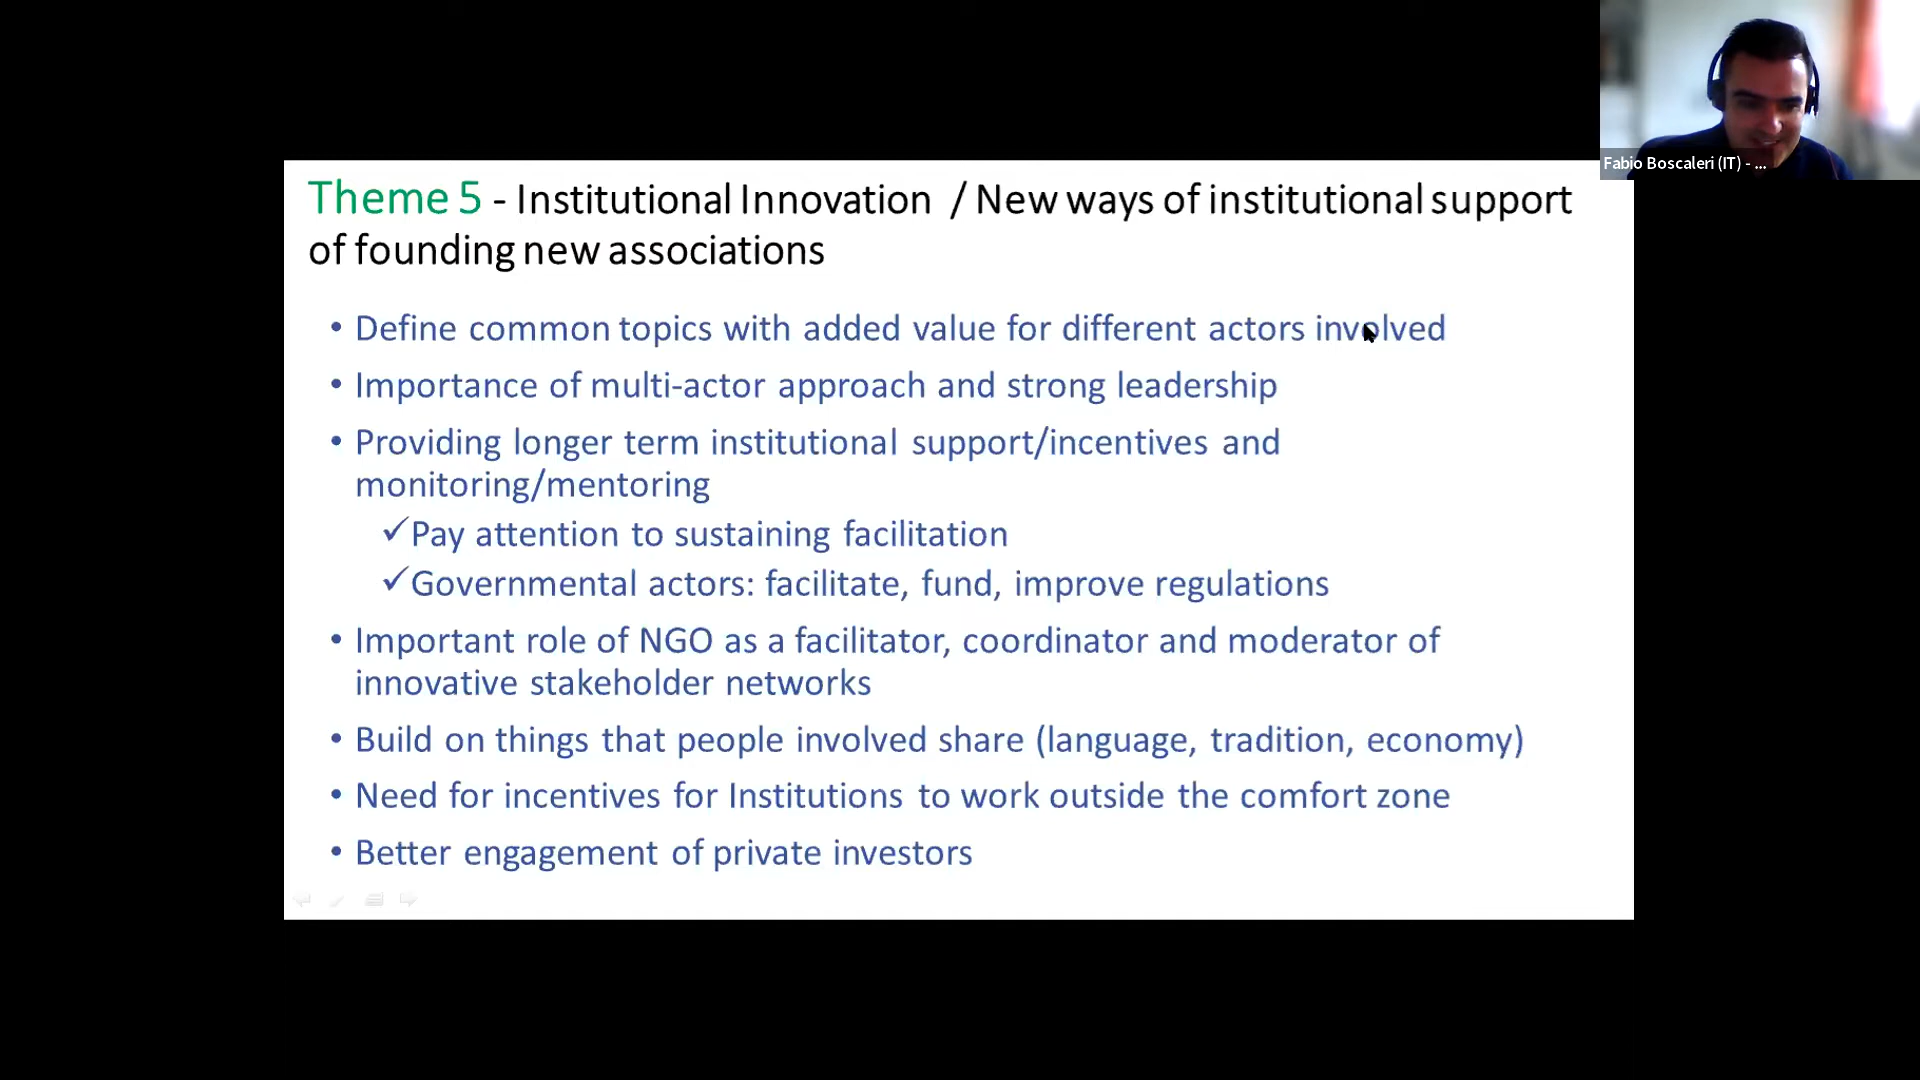 Fabio Boscaleri (IT) - ...
Theme 5 - Institutional Innovation / New ways of institutional support
of founding new associations
• Define common topics with added value for different actors involved
• Importance of multi-actor approach and strong leadership
• Providing longer term institutional support/incentives and
monitoring/mentoring
✓Pay attention to sustaining facilitation
✓Governmental actors: facilitate, fund, improve regulations
• Important role of NGO as a facilitator, coordinator and moderator of
innovative stakeholder networks
• Build on things that people involved share (language, tradition, economy)
• Need for incentives for Institutions to work outside the comfort zone
• Better engagement of private investors